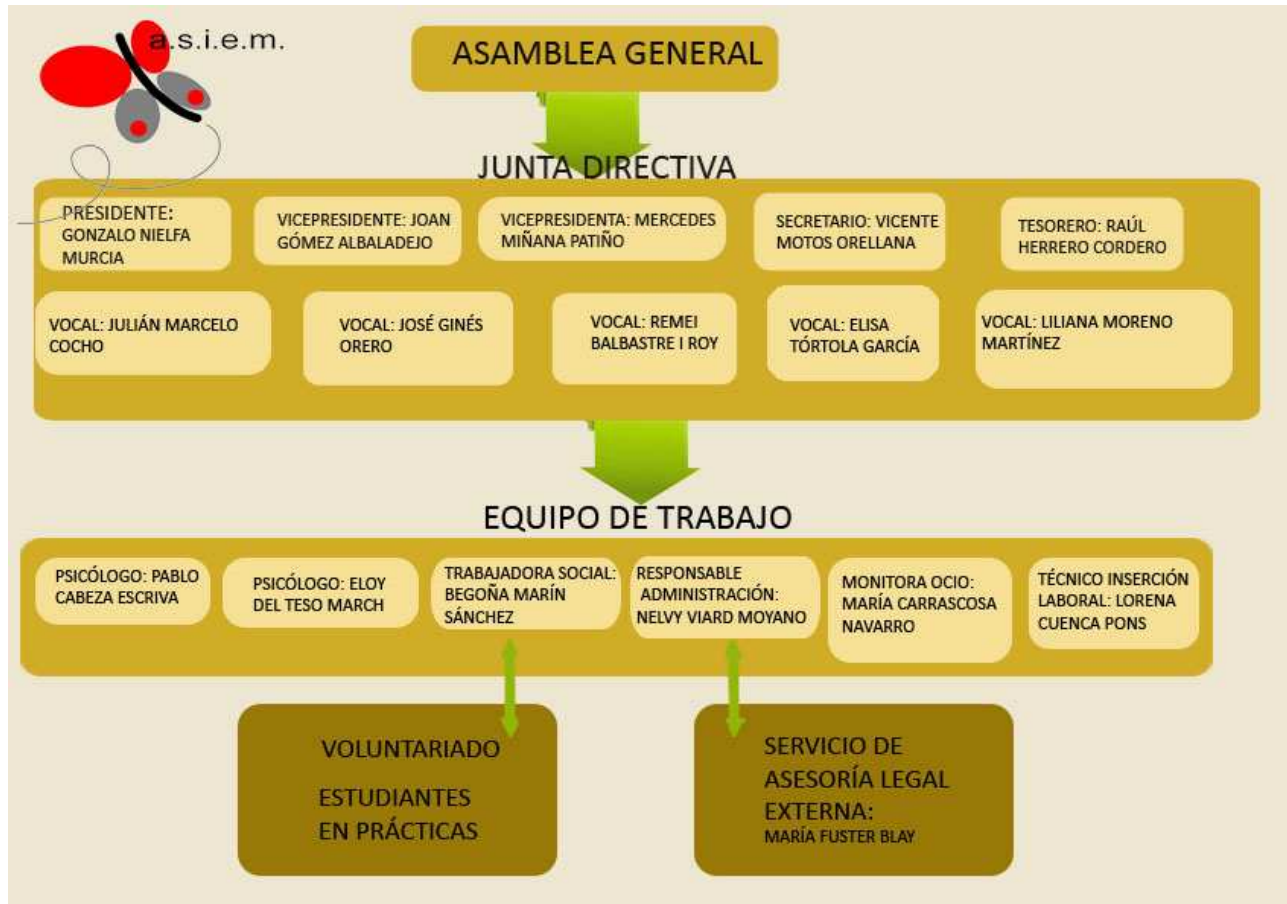 a.s.i.e.m.
ASAMBLEA GENERAL
JUNTA DIRECTIVA
PRESIDENTE:
GONZALO NIELFA
MURCIA
VICEPRESIDENTE: JOAN
GÓMEZ ALBALADEJO
VICEPRESIDENTA: MERCEDES
MIÑANA PATIÑO
SECRETARIO: VICENTE
MOTOS ORELLANA
TESORERO: RAÚL
HERRERO CORDERO
VOCAL: JULIÁN MARCELO
COCHO
VOCAL: JOSÉ GINÉS
ORERO
VOCAL: REMEI
BALBASTRE I ROY
VOCAL: ELISA
TÓRTOLA GARCÍA
VOCAL: LILIANA MORENO
MARTÍNEZ
EQUIPO DE TRABAJO
PSICÓLOGO: PABLO
CABEZA ESCRIVA
PSICÓLOGO: ELOY
DEL TESO MARCH
TRABAJADORA SOCIAL:
BEGOÑA MARÍN
SÁNCHEZ
RESPONSABLE
ADMINISTRACIÓN:
NELVY VIARD MOYANO
MONITORA OCIO:
MARÍA CARRASCOSA
NAVARRO
TÉCNICO INSERCIÓN
LABORAL: LORENA
CUENCA PONS
VOLUNTARIADO
ESTUDIANTES
EN PRÁCTICAS
SERVICIO DE
ASESORÍA LEGAL
EXTERNA:
MARÍA FUSTER BLAY